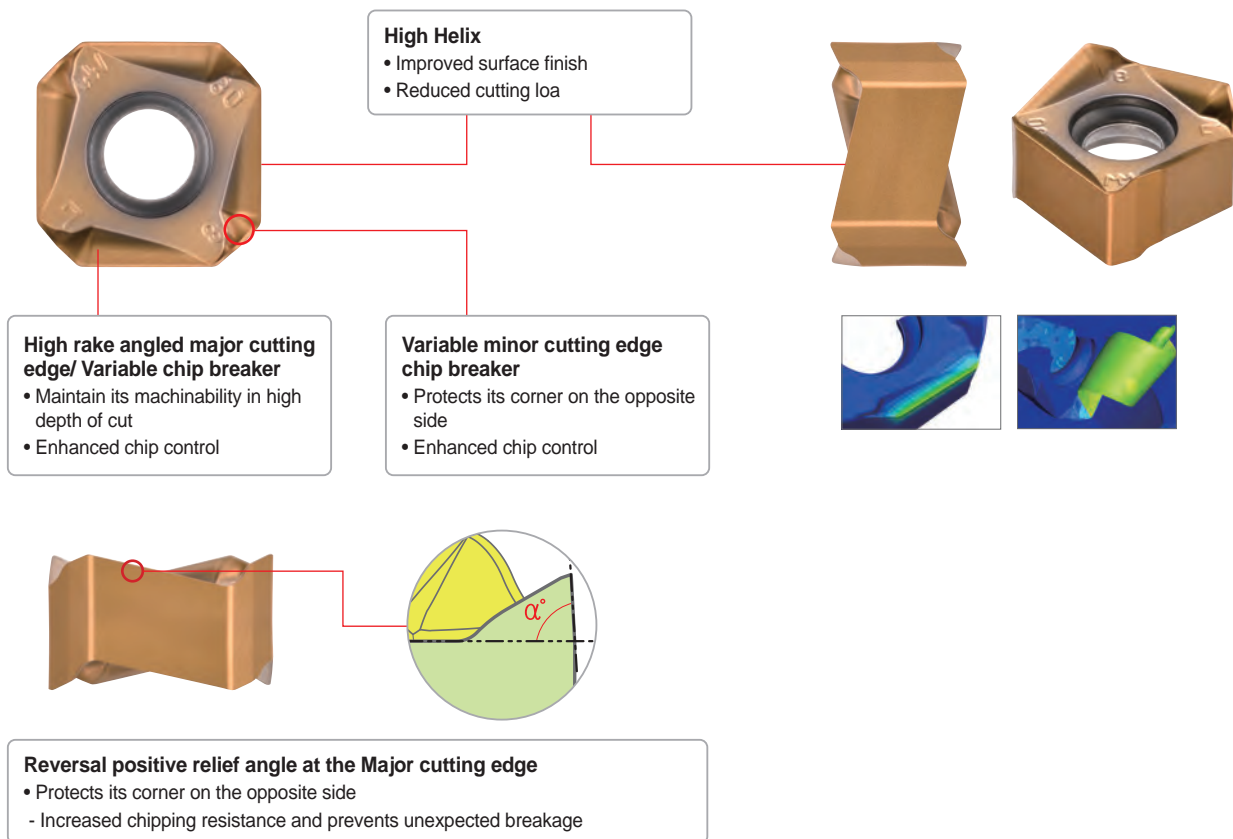 High Helix
• Improved surface finish
• Reduced cutting loa
High rake angled major cutting
edge/ Variable chip breaker
• Maintain its machinability in high
depth of cut
• Enhanced chip control
Variable minor cutting edge
chip breaker
• Protects its corner on the opposite
side
• Enhanced chip control
α°
Reversal positive relief angle at the Major cutting edge
• Protects its corner on the opposite side
- Increased chipping resistance and prevents unexpected breakage